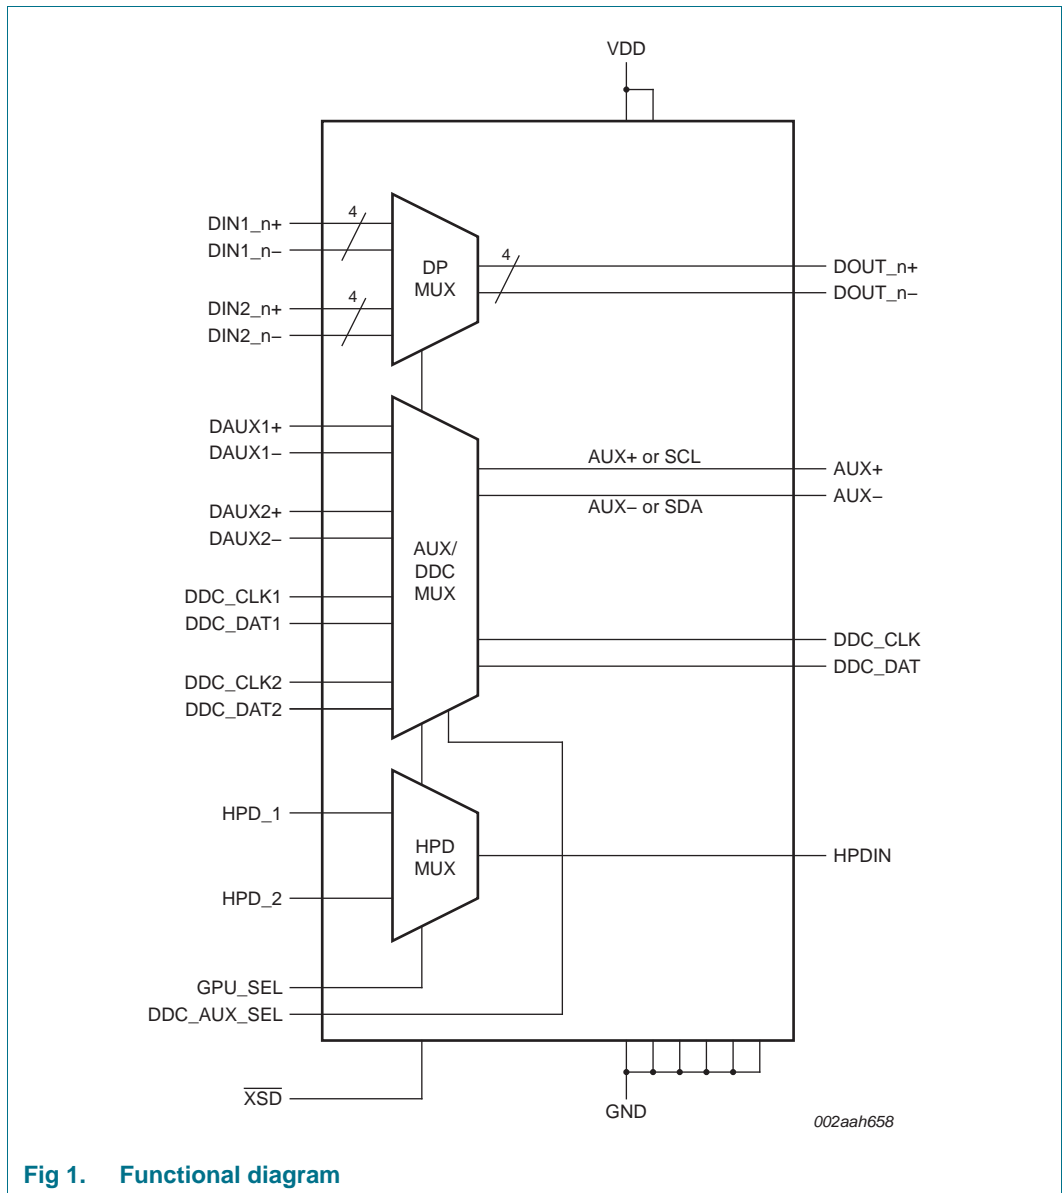 VDD
DIN1_n+
4
DIN1_n−
DP
MUX
4
DOUT_n+
DOUT_n−
DIN2_n+
4
DIN2_n−
DAUX1+
DAUX1−
AUX+ or SCL
AUX+
AUX− or SDA
AUX−
DAUX2+
DAUX2−
AUX/
DDC
MUX
DDC_CLK1
DDC_DAT1
DDC_CLK
DDC_DAT
DDC_CLK2
DDC_DAT2
HPD_1
HPD
MUX
HPDIN
HPD_2
GPU_SEL
DDC_AUX_SEL
XSD
GND
002aah658
Fig 1. Functional diagram